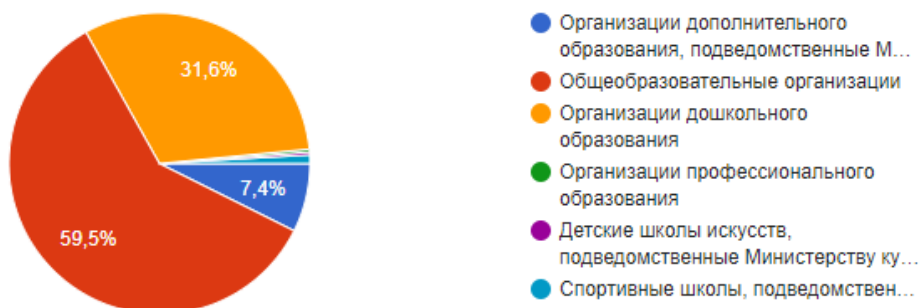 31,6%
7,4%
59,5%
Организации дополнительного
образования, подведомственные М...
Общеобразовательные организации
Организации дошкольного
образования
Организации профессионального
образования
Детские школы искусств,
подведомственные Министерству ку...
Спортивные школы, подведомствен...